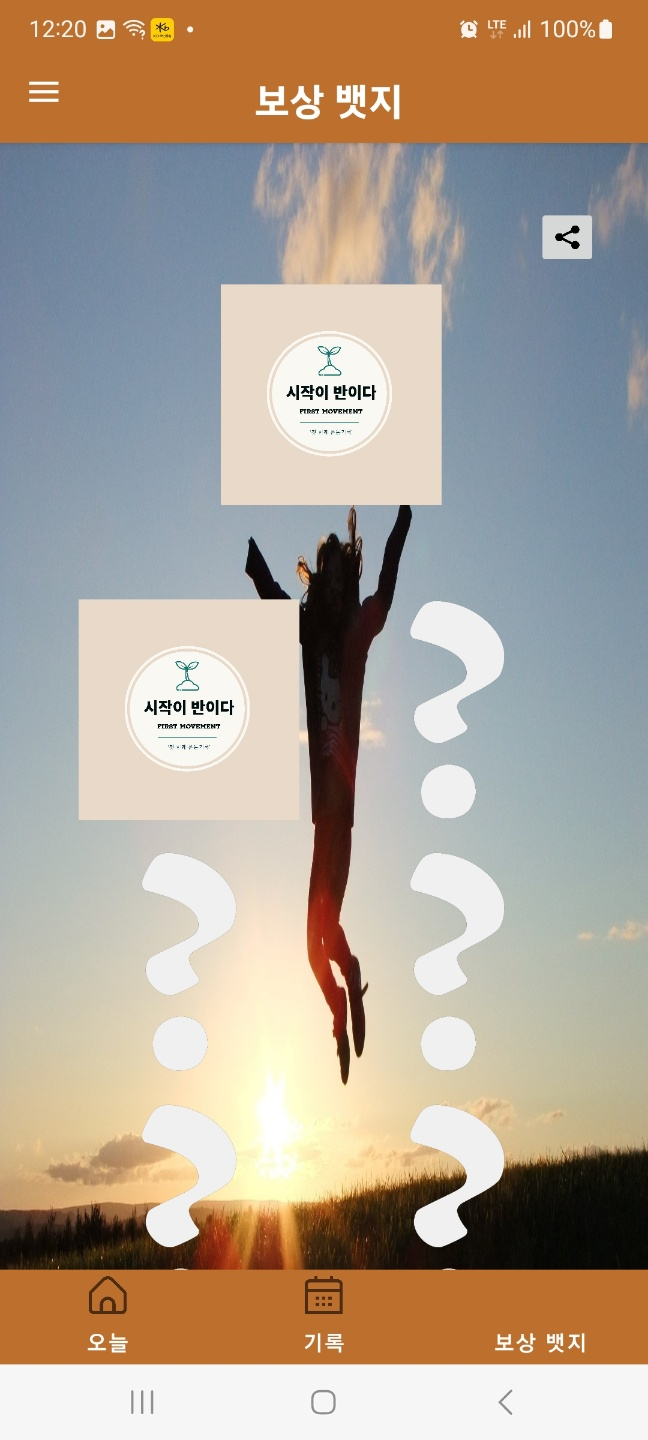 12:20
LTE
100%
보상 뱃지
시작이 반이다
FIRST MOVEMENT
시작이 반이다
FIRST MOVEMENT
오늘
기록
보상 뱃지